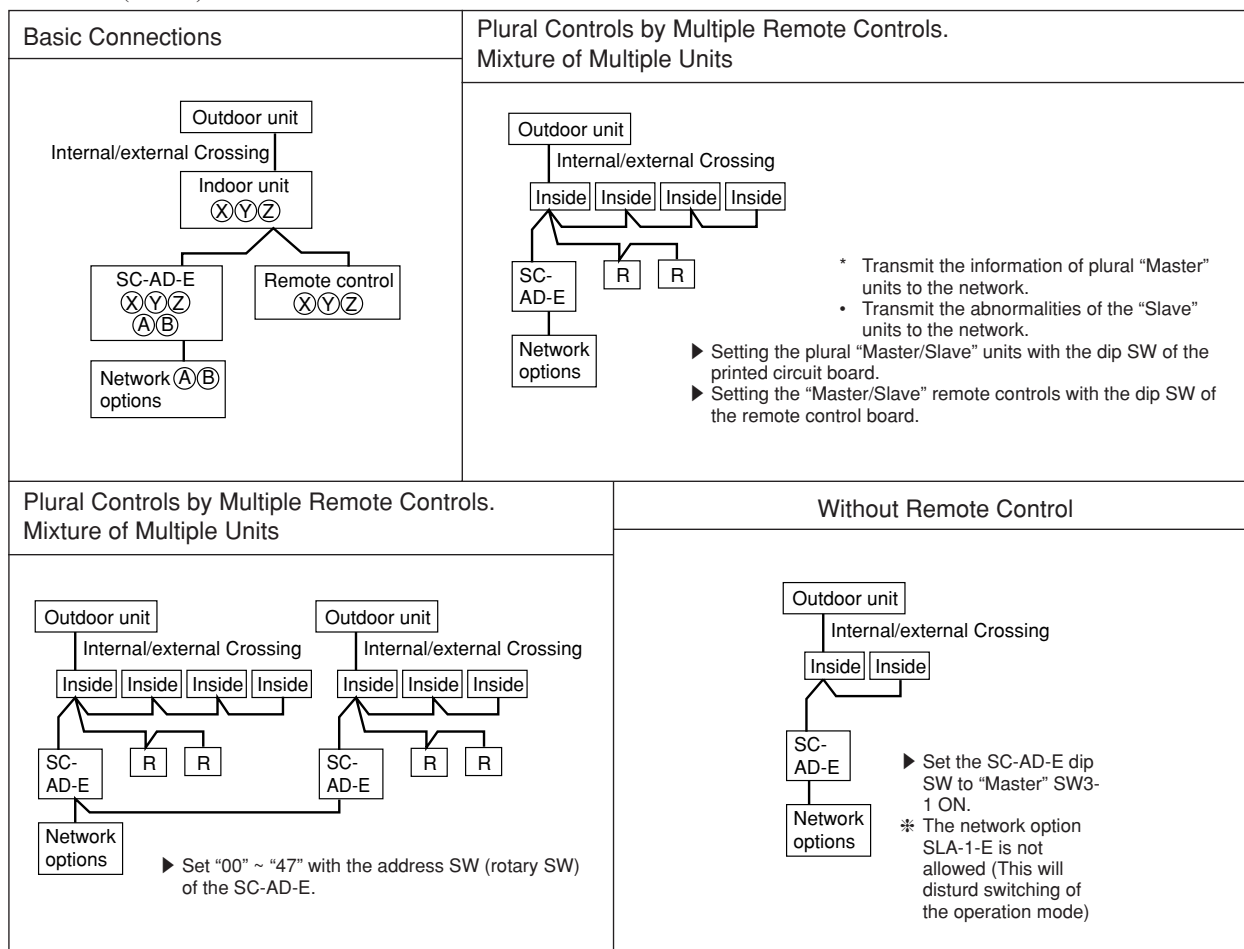 Basic Connections
Outdoor unit
Internal/external Crossing
Indoor unit
Ⓧ Ⓨ Ⓩ
SC-AD-E
Ⓧ Ⓨ Ⓩ
Ⓐ Ⓑ
Remote control
Ⓧ Ⓨ Ⓩ
Network Ⓐ Ⓑ
options
Plural Controls by Multiple Remote Controls.
Mixture of Multiple Units
Outdoor unit
Internal/external Crossing
Inside Inside Inside Inside
SC-
AD-E
R R
Network
options
* Transmit the information of plural “Master”
units to the network.
• Transmit the abnormalities of the “Slave”
units to the network.
▶ Setting the plural “Master/Slave” units with the dip SW of the
printed circuit board.
▶ Setting the “Master/Slave” remote controls with the dip SW of
the remote control board.
Plural Controls by Multiple Remote Controls.
Mixture of Multiple Units
Outdoor unit
Internal/external Crossing
Inside Inside Inside Inside
SC-
AD-E
R R
Network
options
Outdoor unit
Internal/external Crossing
Inside Inside Inside
SC-
AD-E
R R
▶ Set “00” ~ “47” with the address SW (rotary SW)
of the SC-AD-E.
Without Remote Control
Outdoor unit
Internal/external Crossing
Inside Inside
SC-
AD-E
Network
options
▶ Set the SC-AD-E dip
SW to “Master” SW3-
1 ON.
❈ The network option
SLA-1-E is not
allowed (This will
disturd switching of
the operation mode)